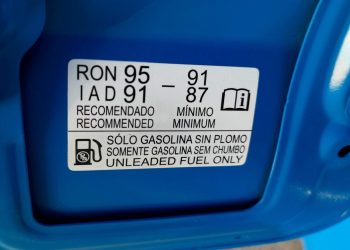 RON 95 - 91
IAD 91 87
RECOMENDADO MÍNIMO
RECOMMENDED MINIMUM
SÓLO GASOLINA SIN PLOMO
SOMENTE GASOLINA SEM CHUMBO
UNLEADED FUEL ONLY